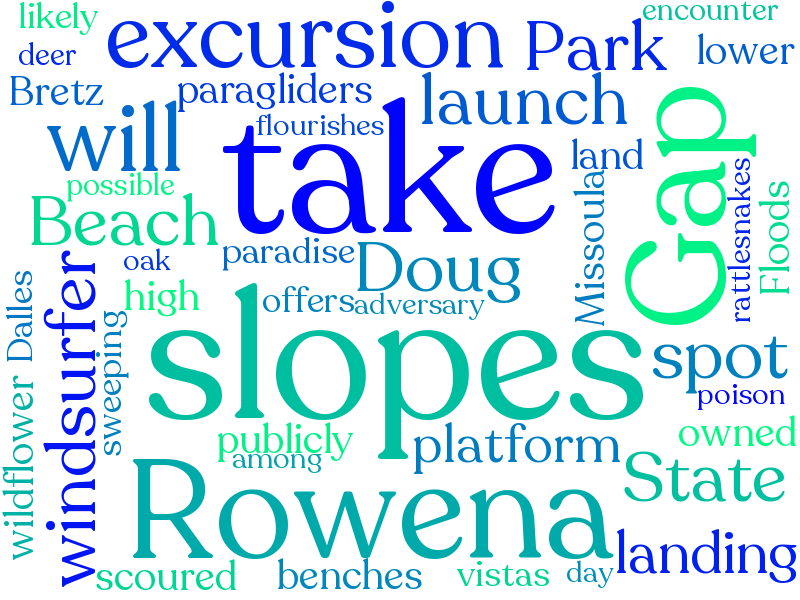 likely
excursion
Park
encounter
deer
lower
Bretz
paragliders
launch
Gap
will
flourishes
take
land
possible
Missoula
rattlesnakes
Floods
Beach
oak
paradise
Doug
high
offers
adversary
windsurfer
Dalles
sweeping
slopes
spot
poison
wildflower
publicly
among
platform
owned
Rowena
State
scoured
benches
vistas
day
landing